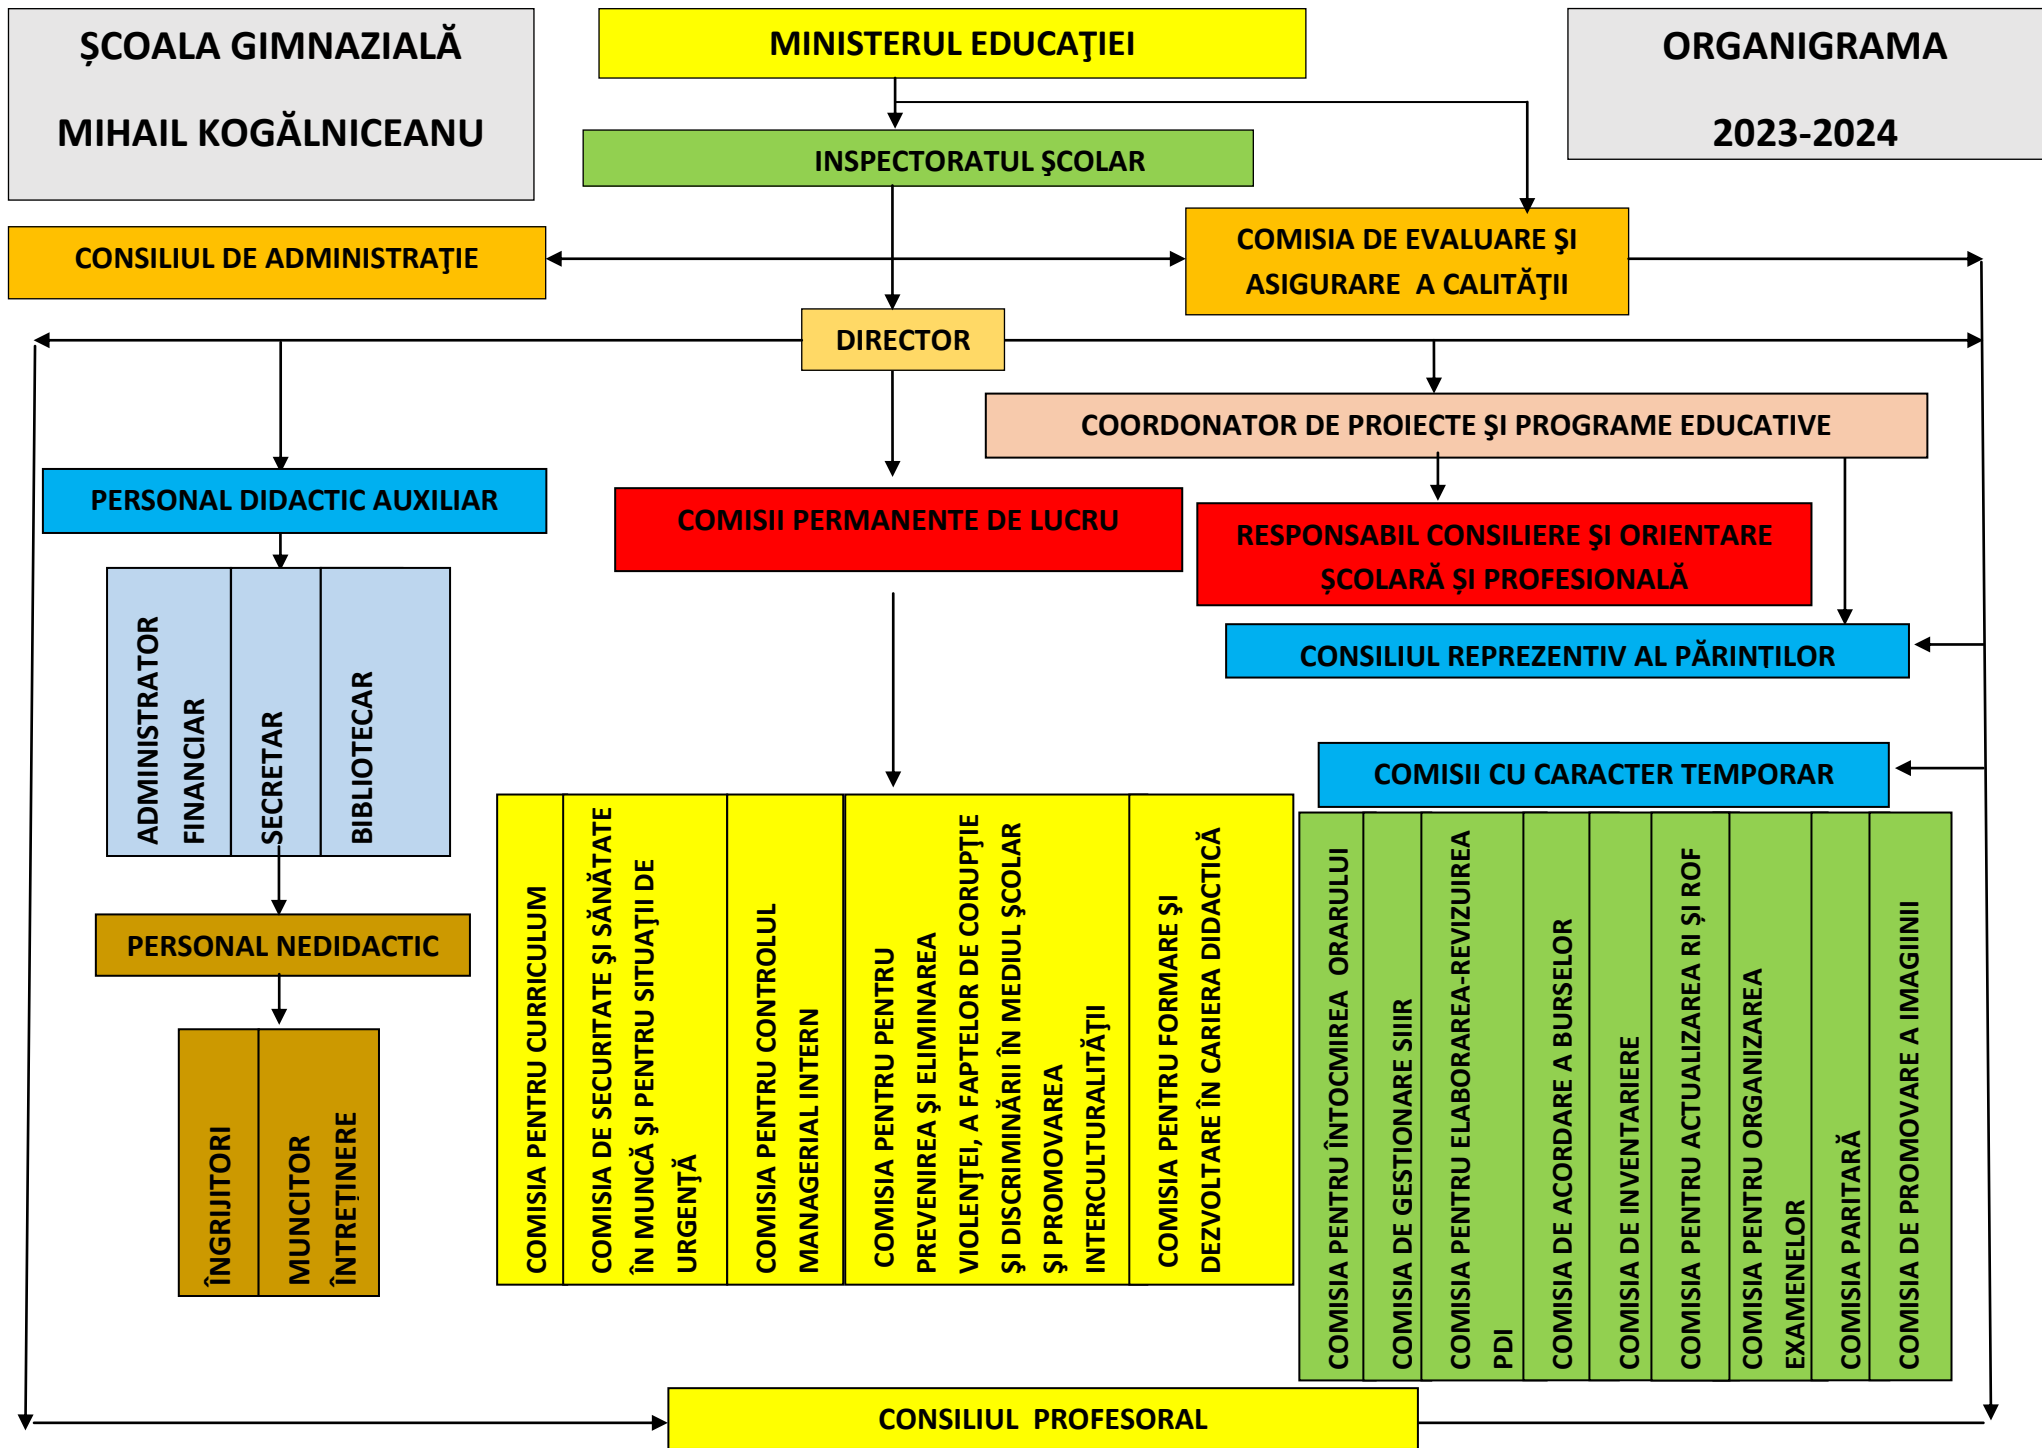 ȘCOALA GIMNAZIALĂ
MIHAIL KOGĂLNICEANU
MINISTERUL EDUCAŢIEI
ORGANIGRAMA
2023-2024
INSPECTORATUL ŞCOLAR
CONSILIUL DE ADMINISTRAŢIE
COMISIA DE EVALUARE ŞI
ASIGURARE A CALITĂŢII
DIRECTOR
COORDONATOR DE PROIECTE ŞI PROGRAME EDUCATIVE
PERSONAL DIDACTIC AUXILIAR
COMISII PERMANENTE DE LUCRU
RESPONSABIL CONSILIERE ŞI ORIENTARE
ȘCOLARĂ ȘI PROFESIONALĂ
CONSILIUL REPREZENTIV AL PĂRINŢILOR
ADMINISTRATOR
FINANCIAR
SECRETAR
BIBLIOTECAR
COMISII CU CARACTER TEMPORAR
PERSONAL NEDIDACTIC
ÎNGRIJITORI
MUNCITOR
ÎNTREȚINERE
COMISIA PENTRU CURRICULUM
COMISIA DE SECURITATE ŞI SĂNĂTATE
ÎN MUNCĂ ŞI PENTRU SITUAŢII DE
URGENŢĂ
COMISIA PENTRU CONTROLUL
MANAGERIAL INTERN
COMISIA PENTRU PENTRU
PREVENIREA ŞI ELIMINAREA
VIOLENŢEI, A FAPTELOR DE CORUPŢIE
ŞI DISCRIMINĂRII ÎN MEDIUL ŞCOLAR
ŞI PROMOVAREA
INTERCULTURALITĂŢII
COMISIA PENTRU FORMARE ŞI
DEZVOLTARE ÎN CARIERA DIDACTICĂ
COMISIA PENTRU ÎNTOCMIREA ORARULUI
COMISIA DE GESTIONARE SIIIR
COMISIA PENTRU ELABORAREA-REVIZUIREA
PDI
COMISIA DE ACORDARE A BURSELOR
COMISIA DE INVENTARIERE
COMISIA PENTRU ACTUALIZAREA RI ȘI ROF
COMISIA PENTRU ORGANIZAREA
EXAMENELOR
COMISIA PARITARĂ
COMISIA DE PROMOVARE A IMAGIINII
CONSILIUL PROFESORAL